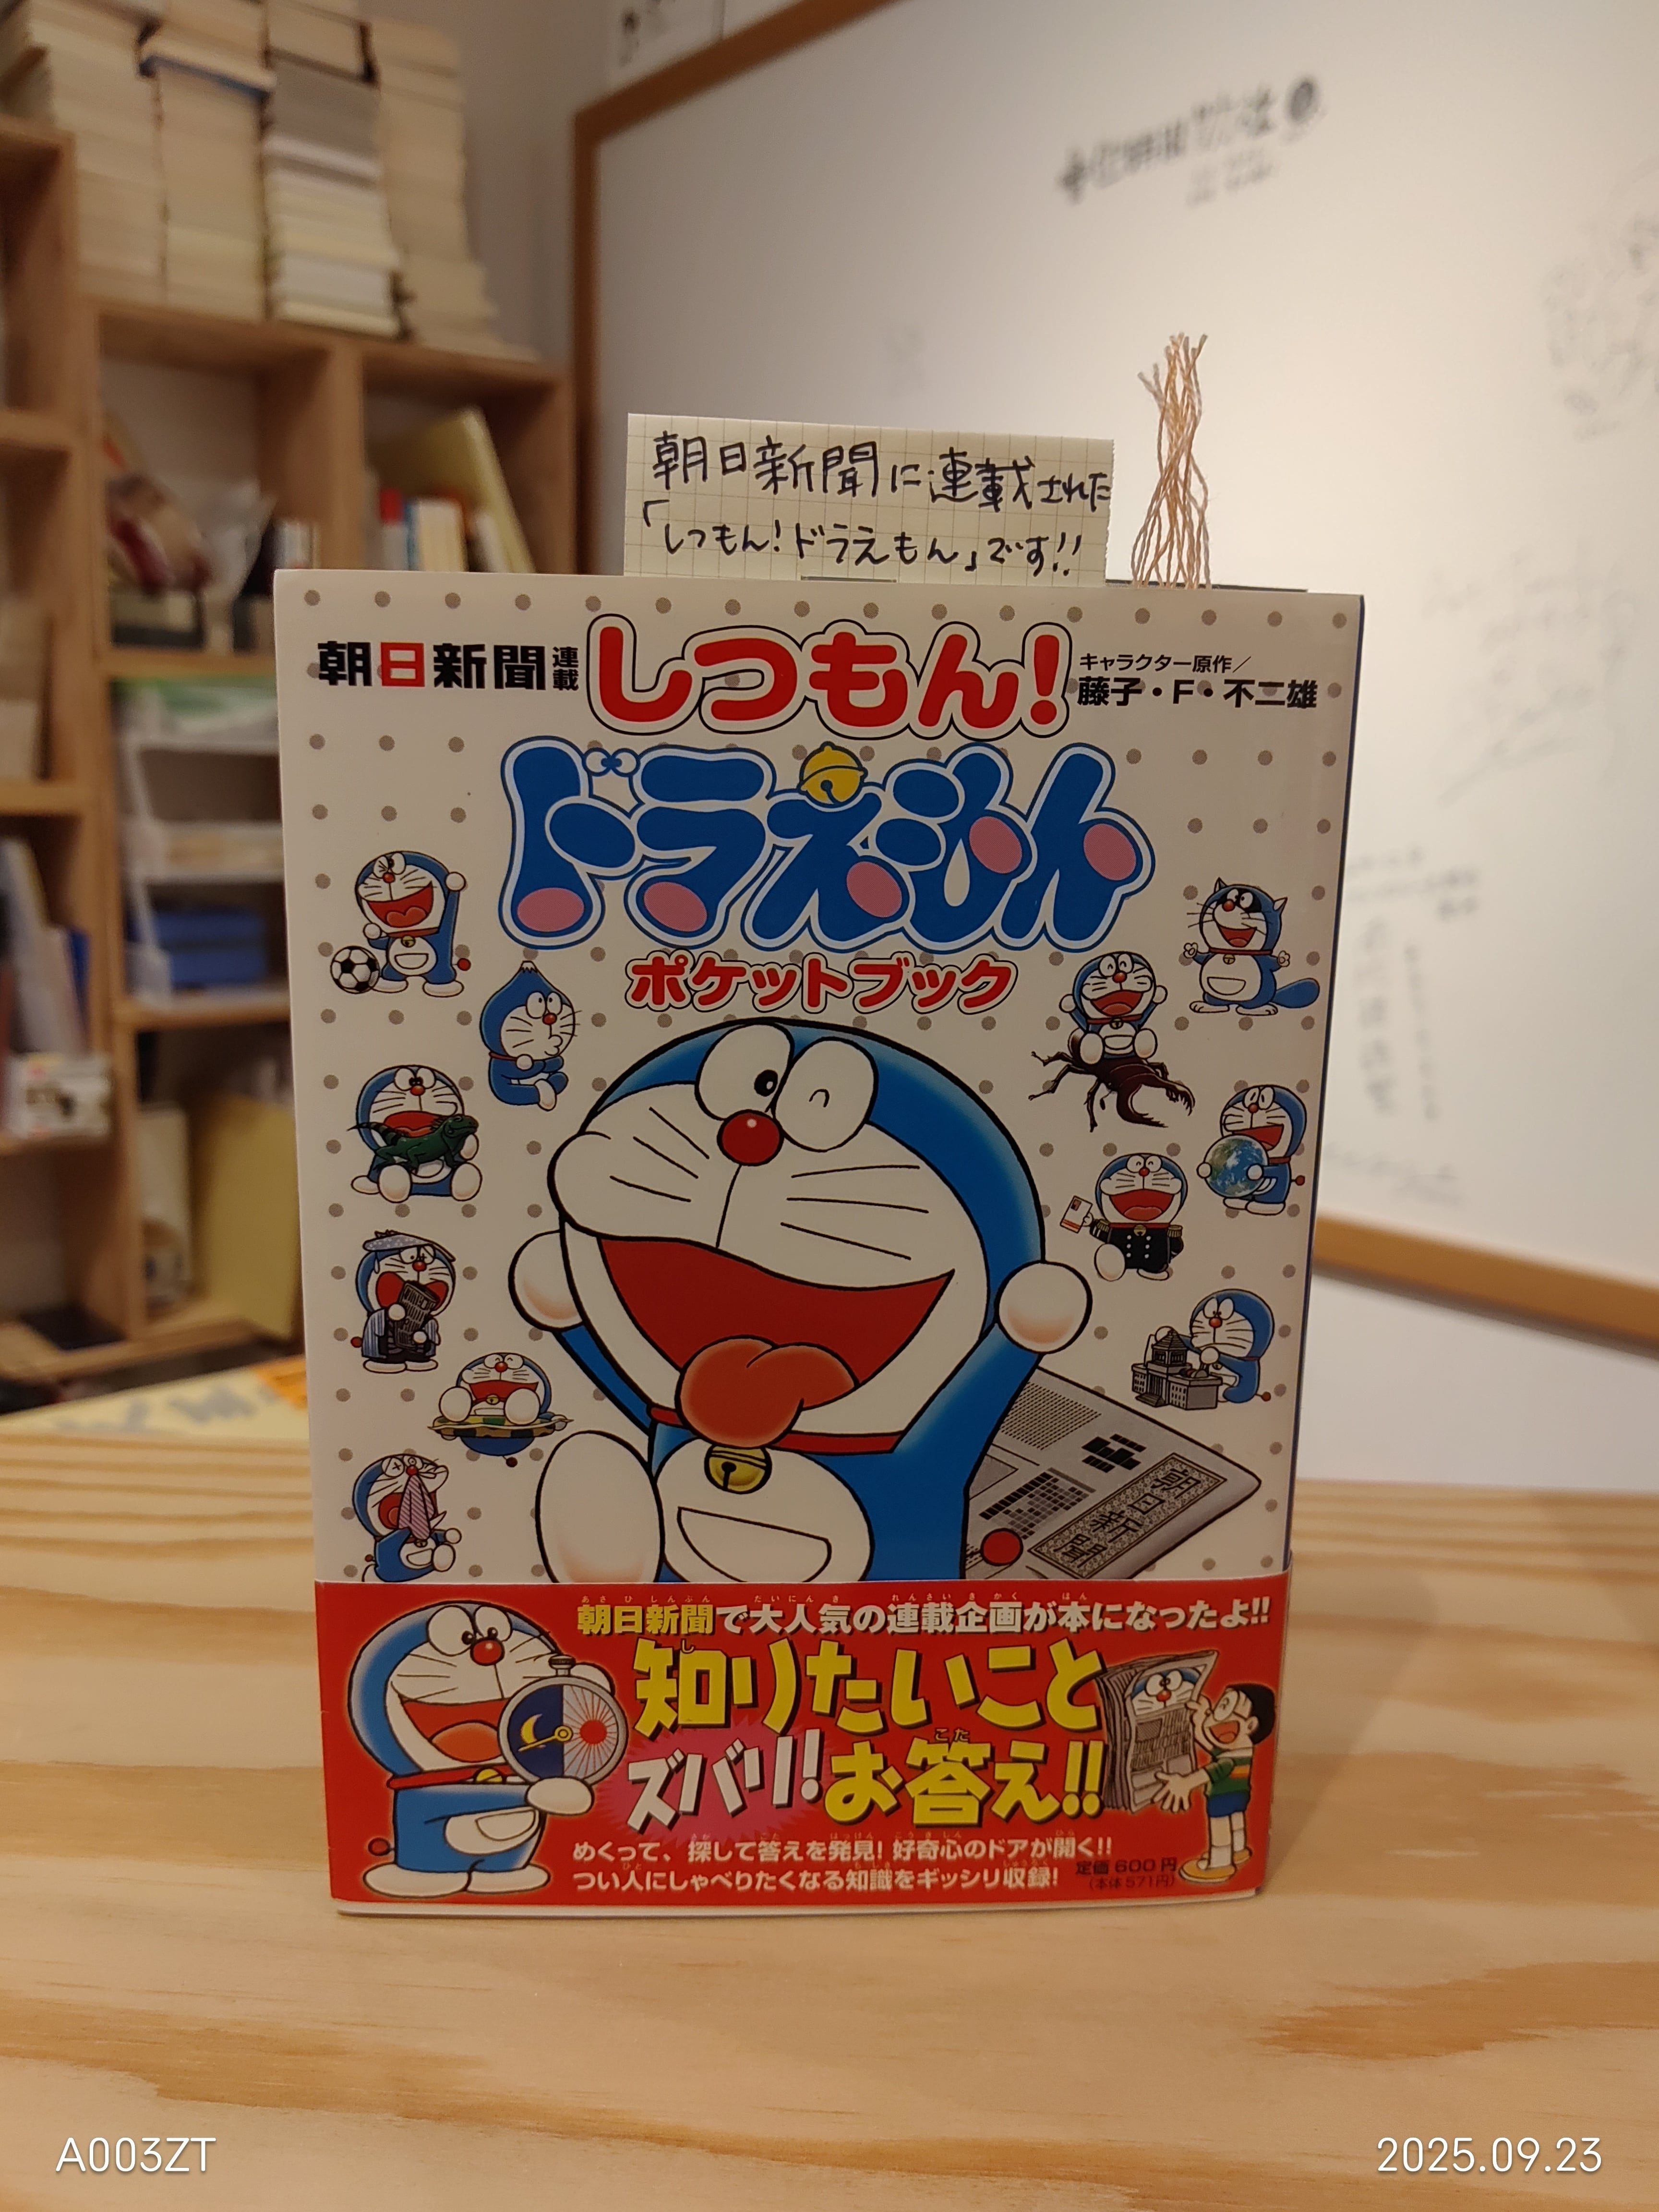 朝日新聞に連載された
「しつもん!ドラえもん」です!!
朝日新聞連載
しつもん!
キャラクター原作/
藤子・F・不二雄
ドラえもん
ポケットブック
朝日新聞
朝日新聞で大人気の連載企画が本になったよ!!
知りたいこと
ズバリ!お答え!!
めくって、探して答えを発見! 好奇心のドアが開く!!
つい人にしゃべりたくなる知識をギッシリ収録!
定価 600 円
(本体 571円)
A003ZT
2025.09.23